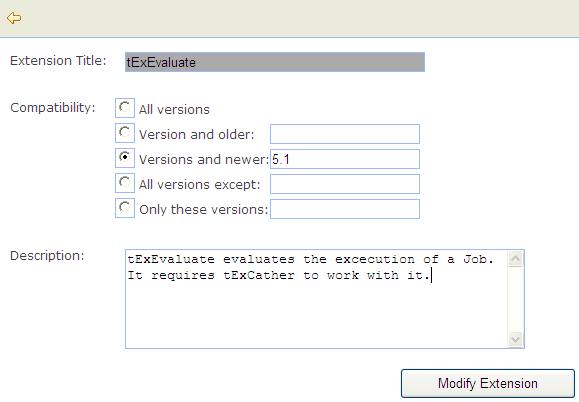 Extension Title: tExEvaluate
Compatibility: All versions
Version and older:
Versions and newer: 5.1
All versions except:
Only these versions:
Description: tExEvaluate evaluates the excecution of a Job.
It requires tExCather to work with it.
Modify Extension